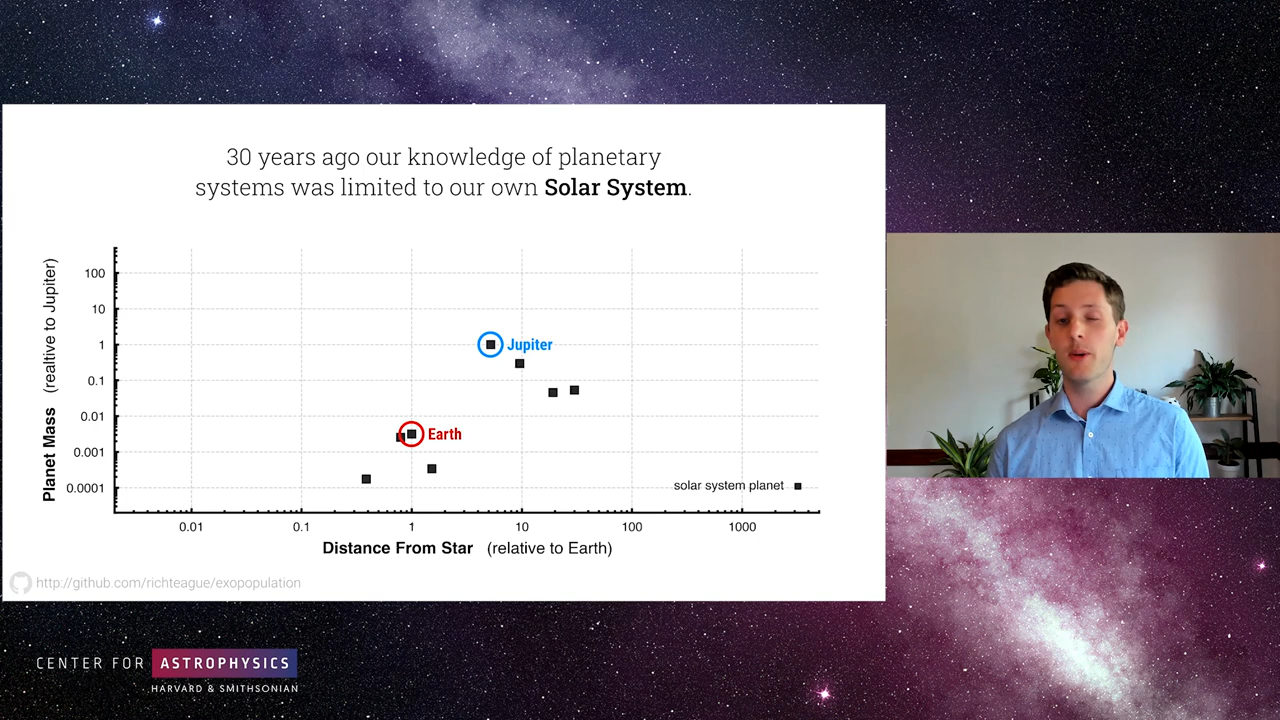 30 years ago our knowledge of planetary
systems was limited to our own Solar System.
Planet Mass (realtive to Jupiter)
100
10
1
0.1
0.01
0.001
0.0001
Jupiter
Earth
solar system planet
0.01 0.1 1 10 100 1000
Distance From Star (relative to Earth)
http://github.com/richteague/exopopulation
CENTER FOR ASTROPHYSICS
HARVARD & SMITHSONIAN